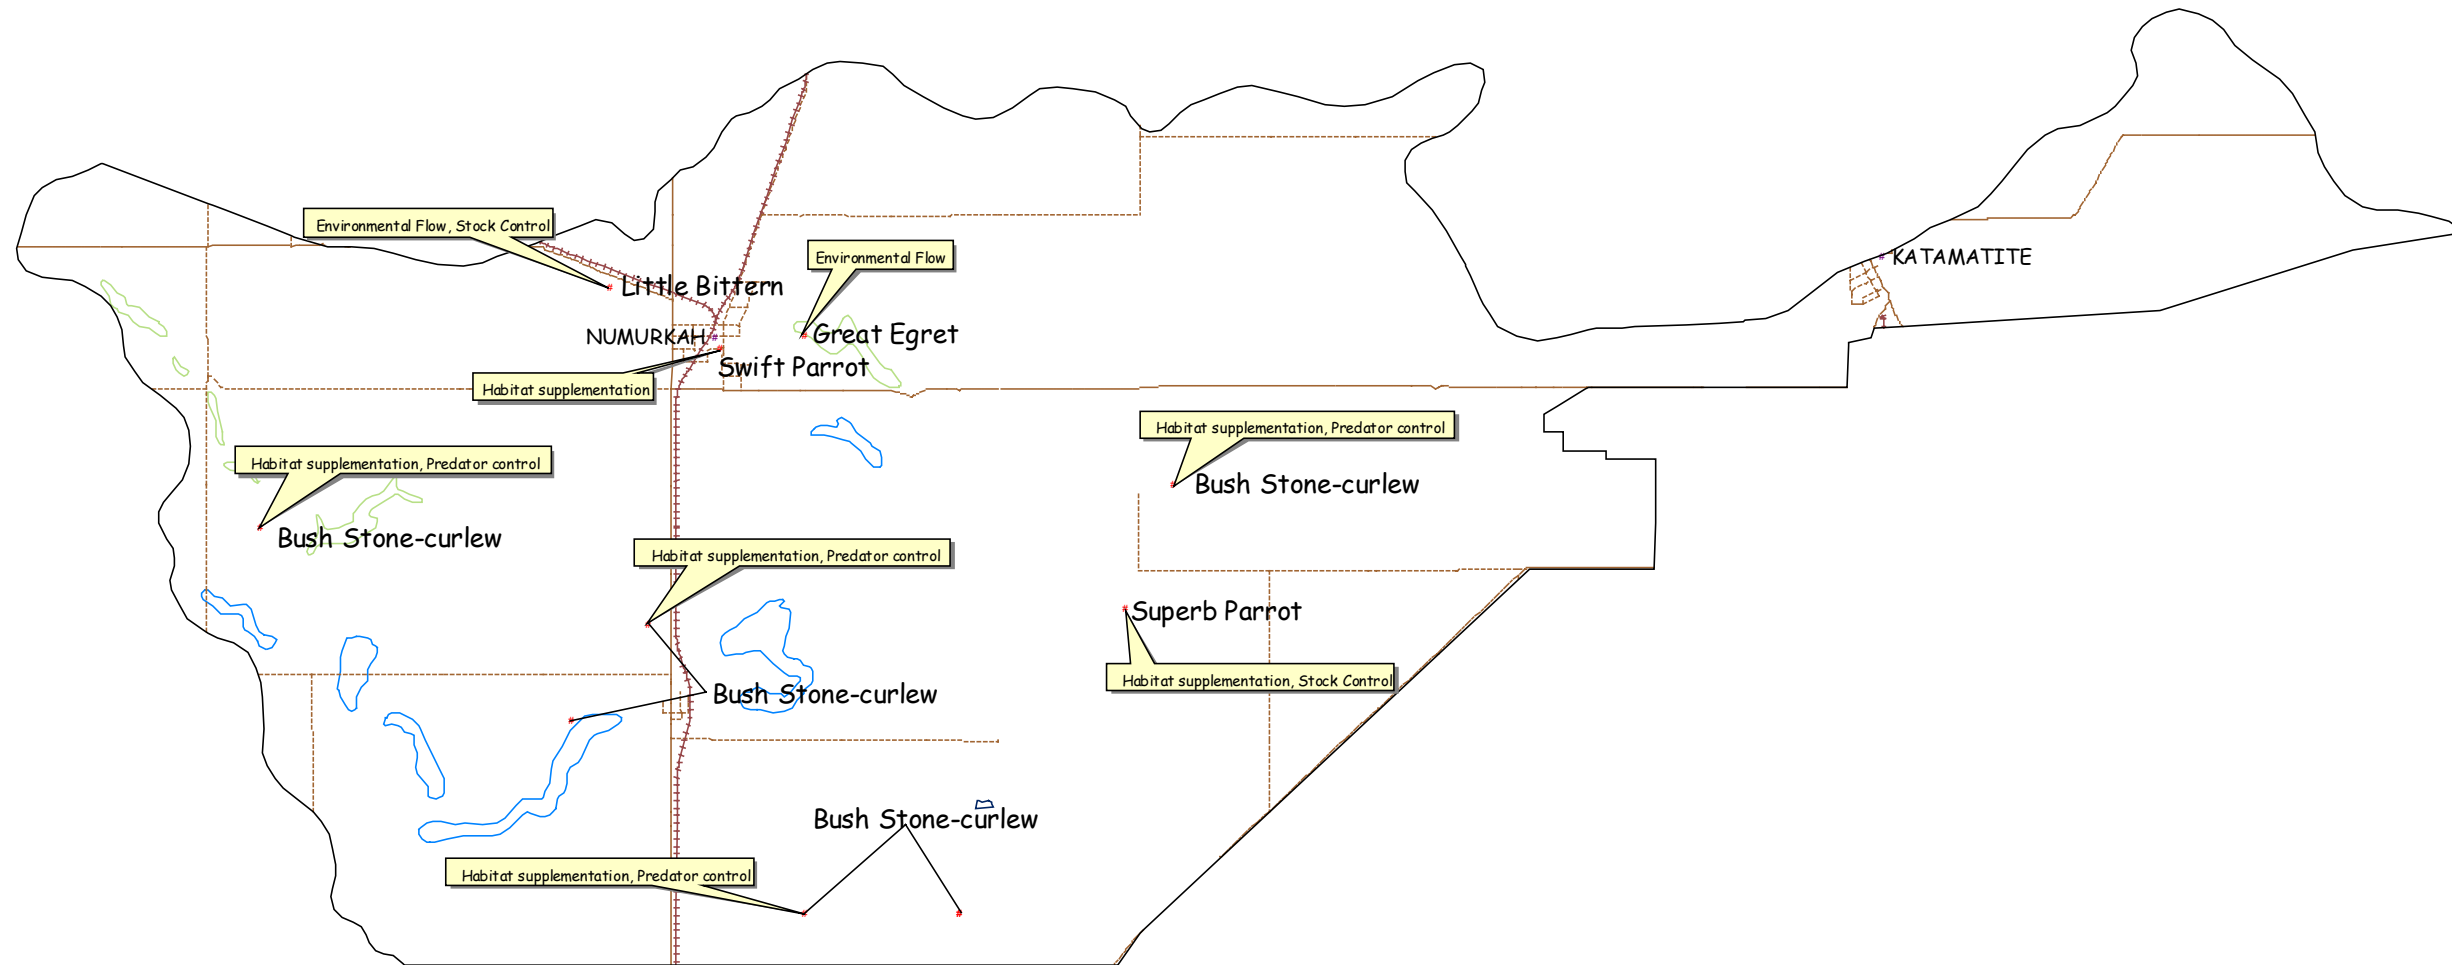 Environmental Flow, Stock Control
Environmental Flow
KATAMATITE
Little Bittern
NUMURKAH
Great Egret
Swift Parrot
Habitat supplementation
Habitat supplementation, Predator control
Habitat supplementation, Predator control
Bush Stone-curlew
Bush Stone-curlew
Habitat supplementation, Predator control
Superb Parrot
Habitat supplementation, Stock Control
Bush Stone-curlew
Bush Stone-curlew
Habitat supplementation, Predator control